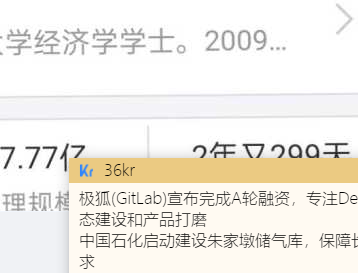 学经济学学士。2009...
7.77亿
2年又299天
理规模
36kr
极狐(GitLab)宣布完成A轮融资，专注De
态建设和产品打磨
中国石化启动建设朱家墩储气库，保障
求